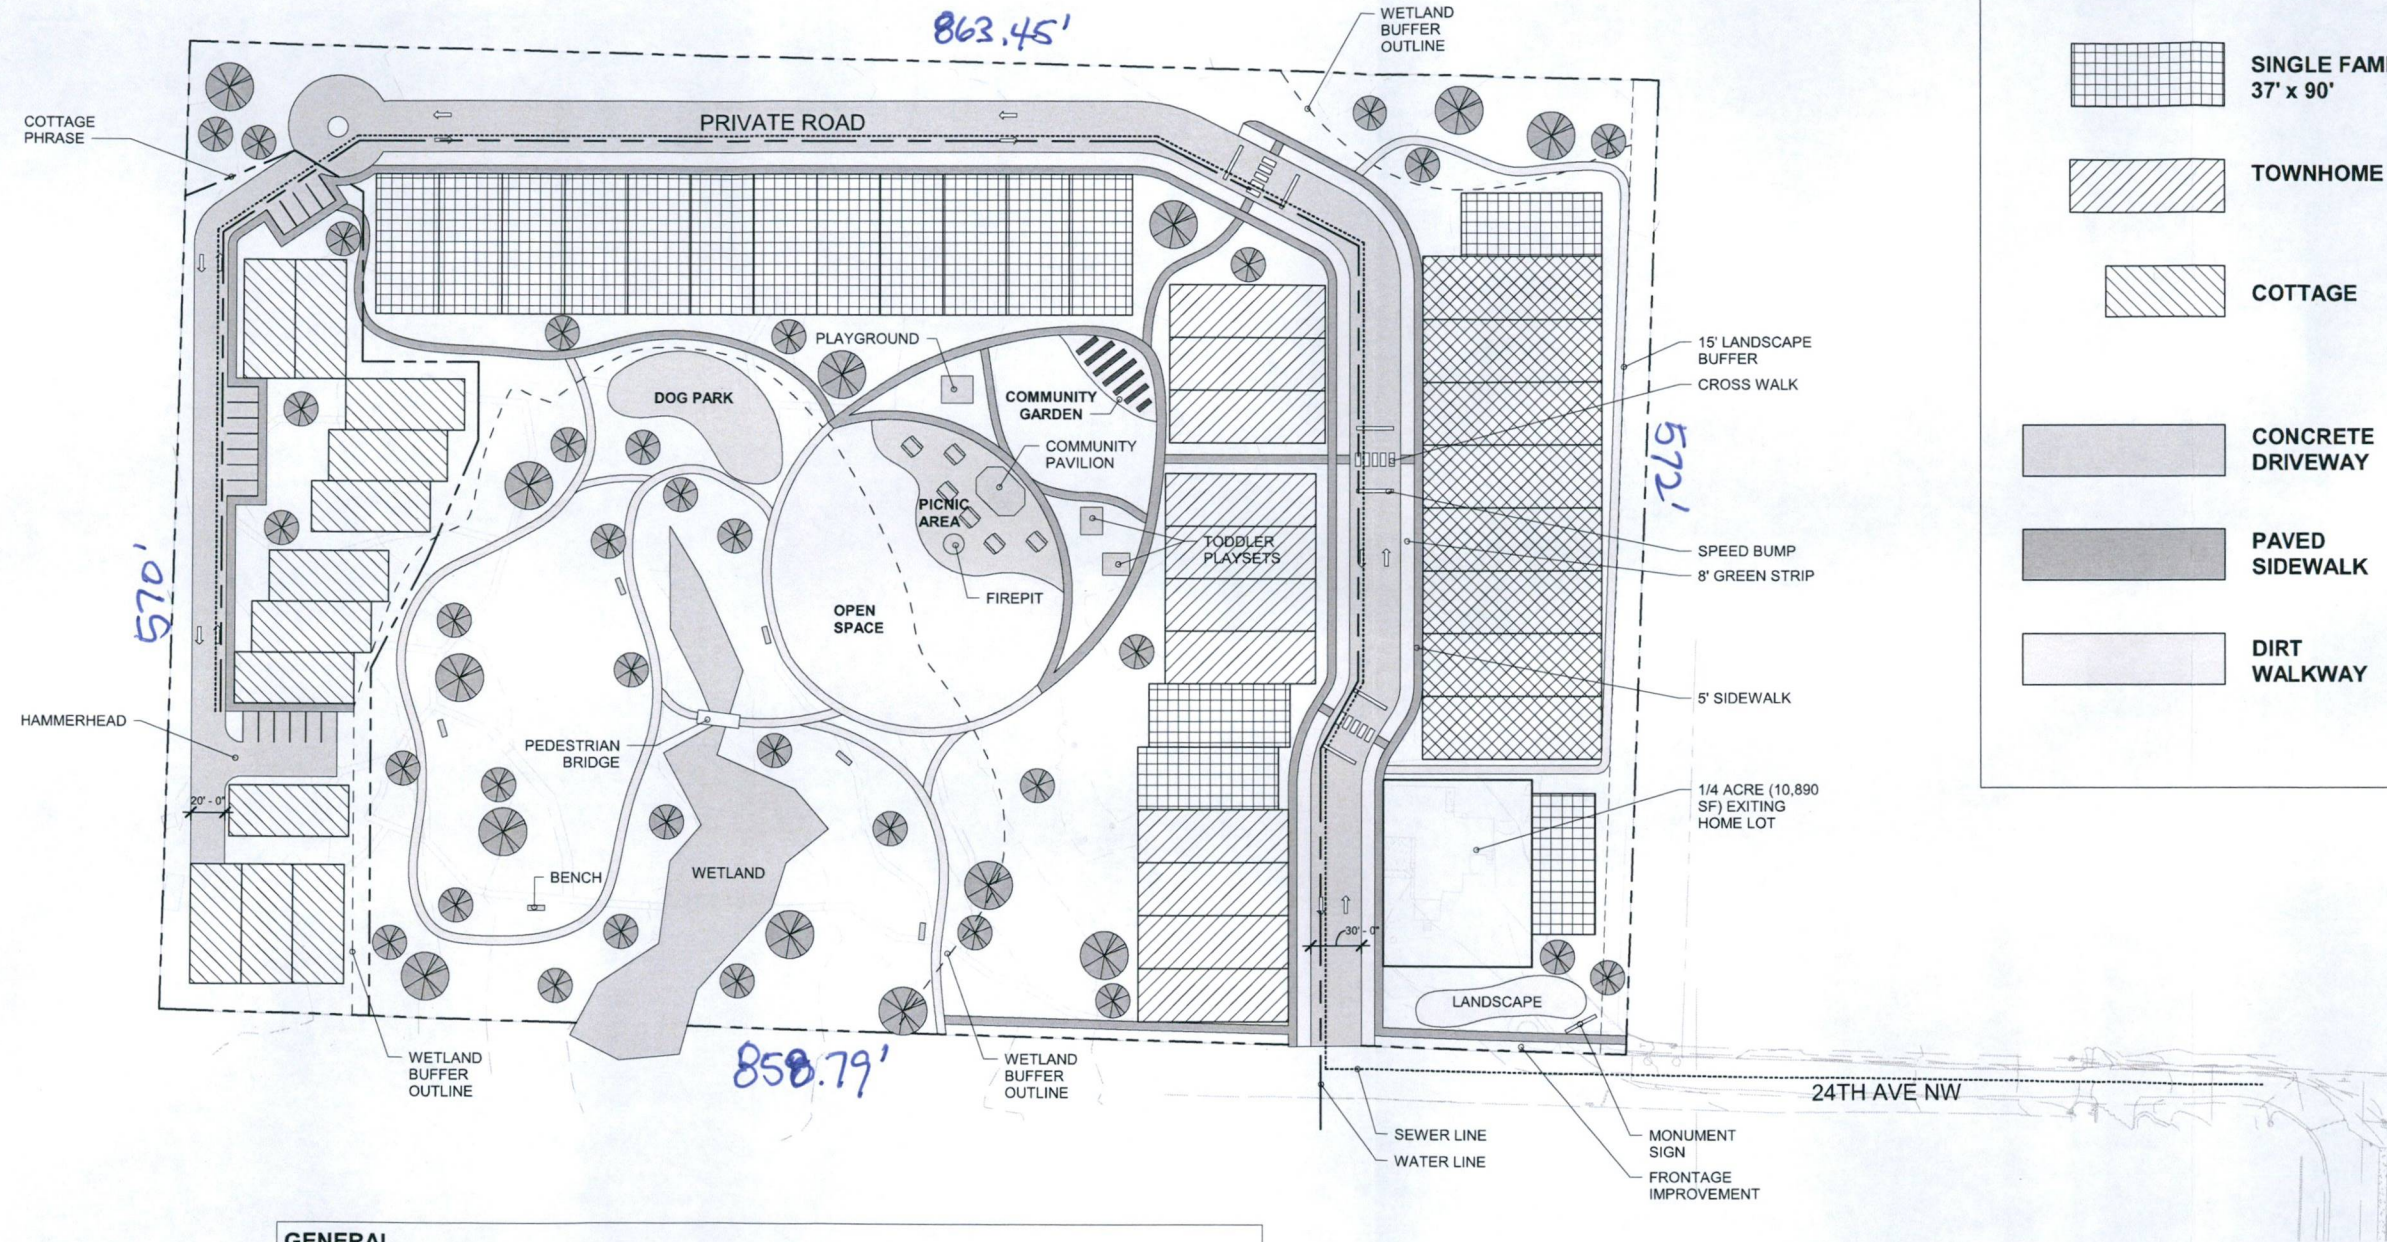 863.45'
WETLAND
BUFFER
OUTLINE
SINGLE
37' x 90'
COTTAGE
PHRASE
PRIVATE ROAD
TOWNHOME
COTTAGE
PLAYGROUND
15' LANDSCAPE
BUFFER
CROSS WALK
DOG PARK
COMMUNITY
GARDEN
COMMUNITY
PAVILION
CONCRETE
DRIVEWAY
572'
PICNIC
AREA
TODDLER
PLAYSETS
SPEED BUMP
8' GREEN STRIP
PAVED
SIDEWALK
570'
FIREPIT
OPEN
SPACE
DIRT
WALKWAY
5' SIDEWALK
HAMMERHEAD
PEDESTRIAN
BRIDGE
20' - 0"
1/4 ACRE (10,890
SF) EXITING
HOME LOT
BENCH
WETLAND
30' - 0"
LANDSCAPE
WETLAND
BUFFER
OUTLINE
858.79'
WETLAND
BUFFER
OUTLINE
24TH AVE NW
SEWER LINE
WATER LINE
MONUMENT
SIGN
FRONTAGE
IMPROVEMENT
GENERAL